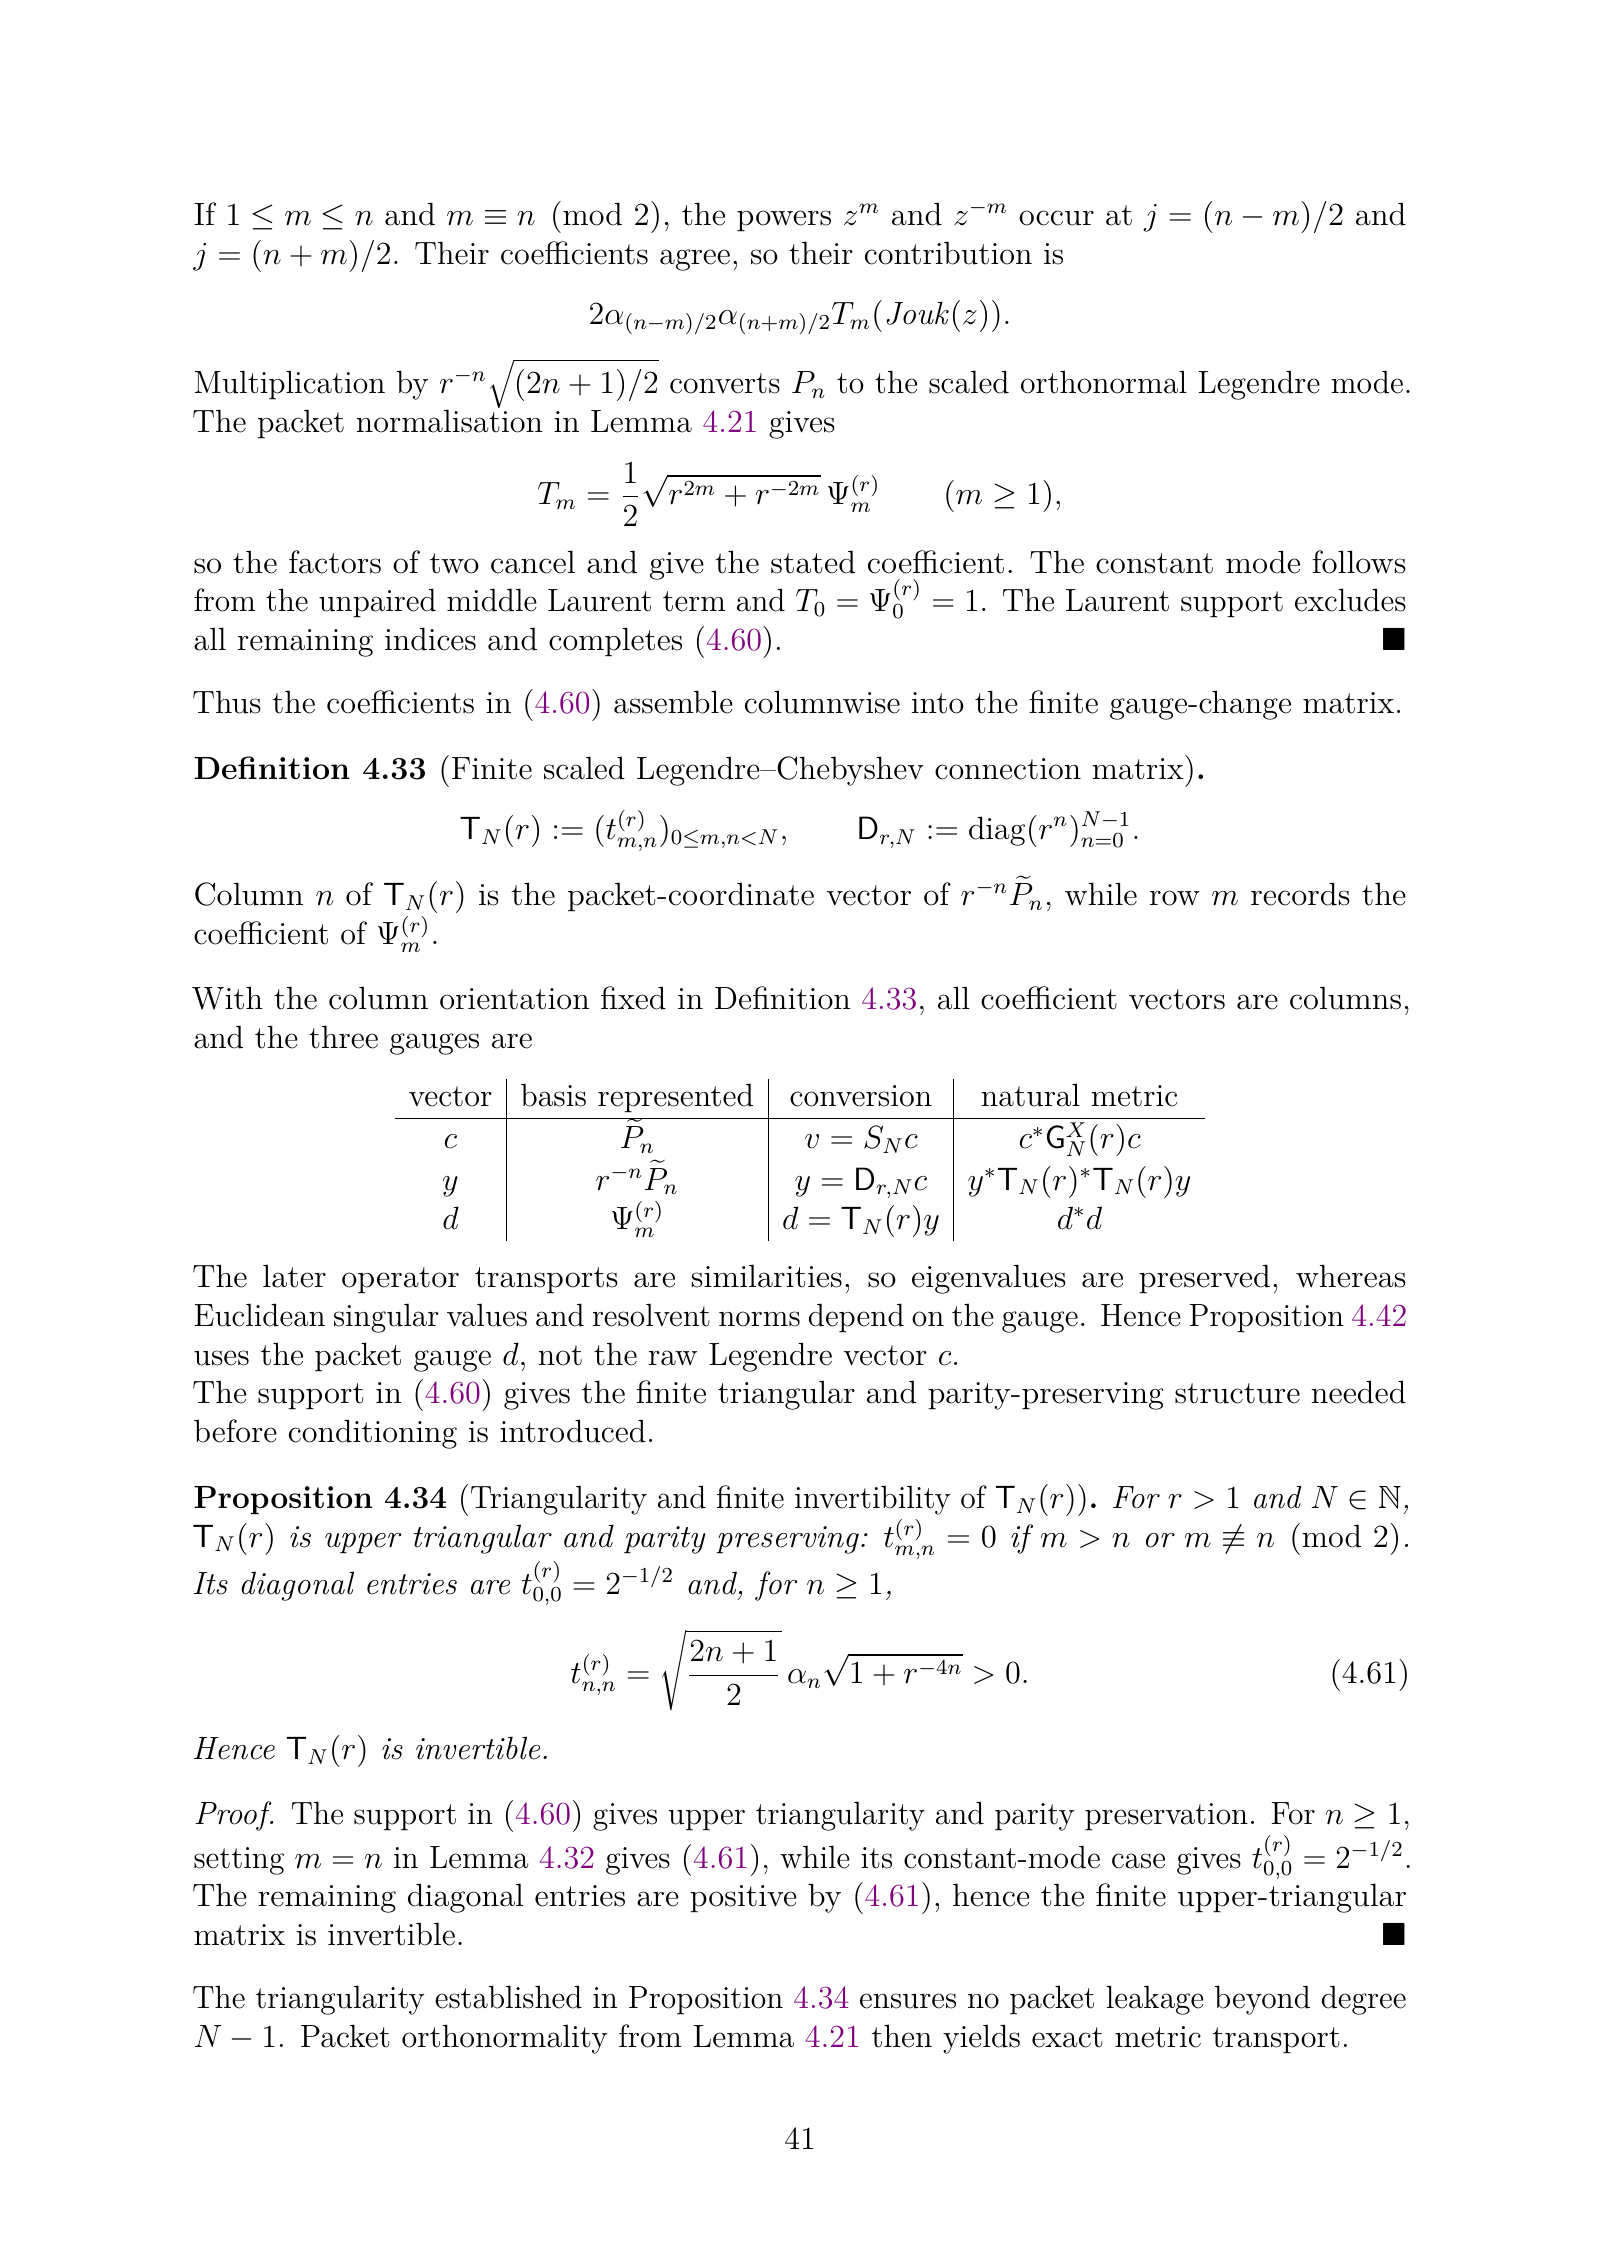 If 1 ≤ m ≤ n and m ≡ n (mod 2), the powers z^m and z^{−m} occur at j = (n − m)/2 and
j = (n + m)/2. Their coefficients agree, so their contribution is
2α_{(n−m)/2}α_{(n+m)/2}T_m(Jouk(z)).
Multiplication by r^{−n}√((2n + 1)/2) converts P_n to the scaled orthonormal Legendre mode.
The packet normalisation in Lemma 4.21 gives
T_m = \frac{1}{2}√(r^{2m} + r^{−2m}) Ψ_m^{(r)} (m ≥ 1),
so the factors of two cancel and give the stated coefficient. The constant mode follows
from the unpaired middle Laurent term and T_0 = Ψ_0^{(r)} = 1. The Laurent support excludes
all remaining indices and completes (4.60). ■
Thus the coefficients in (4.60) assemble columnwise into the finite gauge-change matrix.
Definition 4.33 (Finite scaled Legendre–Chebyshev connection matrix).
T_N(r) := (t_{m,n}^{(r)})_{0≤m,n<N}, D_{r,N} := diag(r^n)_{n=0}^{N−1}.
Column n of T_N(r) is the packet-coordinate vector of r^{−n}\widetilde{P}_n, while row m records the
coefficient of Ψ_m^{(r)}.
With the column orientation fixed in Definition 4.33, all coefficient vectors are columns,
and the three gauges are
vector basis represented conversion natural metric
c \widetilde{P}_n v = S_N c c*G_N^X(r)c
y r^{−n}\widetilde{P}_n y = D_{r,N}c y*T_N(r)*T_N(r)y
d Ψ_m^{(r)} d = T_N(r)y d*d
The later operator transports are similarities, so eigenvalues are preserved, whereas
Euclidean singular values and resolvent norms depend on the gauge. Hence Proposition 4.42
uses the packet gauge d, not the raw Legendre vector c.
The support in (4.60) gives the finite triangular and parity-preserving structure needed
before conditioning is introduced.
Proposition 4.34 (Triangularity and finite invertibility of T_N(r)). For r > 1 and N ∈ ℕ,
T_N(r) is upper triangular and parity preserving: t_{m,n}^{(r)} = 0 if m > n or m ≢ n (mod 2).
Its diagonal entries are t_{0,0}^{(r)} = 2^{−1/2} and, for n ≥ 1,
t_{n,n}^{(r)} = \sqrt{\frac{2n + 1}{2}} α_n√(1 + r^{−4n}) > 0. (4.61)
Hence T_N(r) is invertible.
Proof. The support in (4.60) gives upper triangularity and parity preservation. For n ≥ 1,
setting m = n in Lemma 4.32 gives (4.61), while its constant-mode case gives t_{0,0}^{(r)} = 2^{−1/2}.
The remaining diagonal entries are positive by (4.61), hence the finite upper-triangular
matrix is invertible. ■
The triangularity established in Proposition 4.34 ensures no packet leakage beyond degree
N − 1. Packet orthonormality from Lemma 4.21 then yields exact metric transport.
41